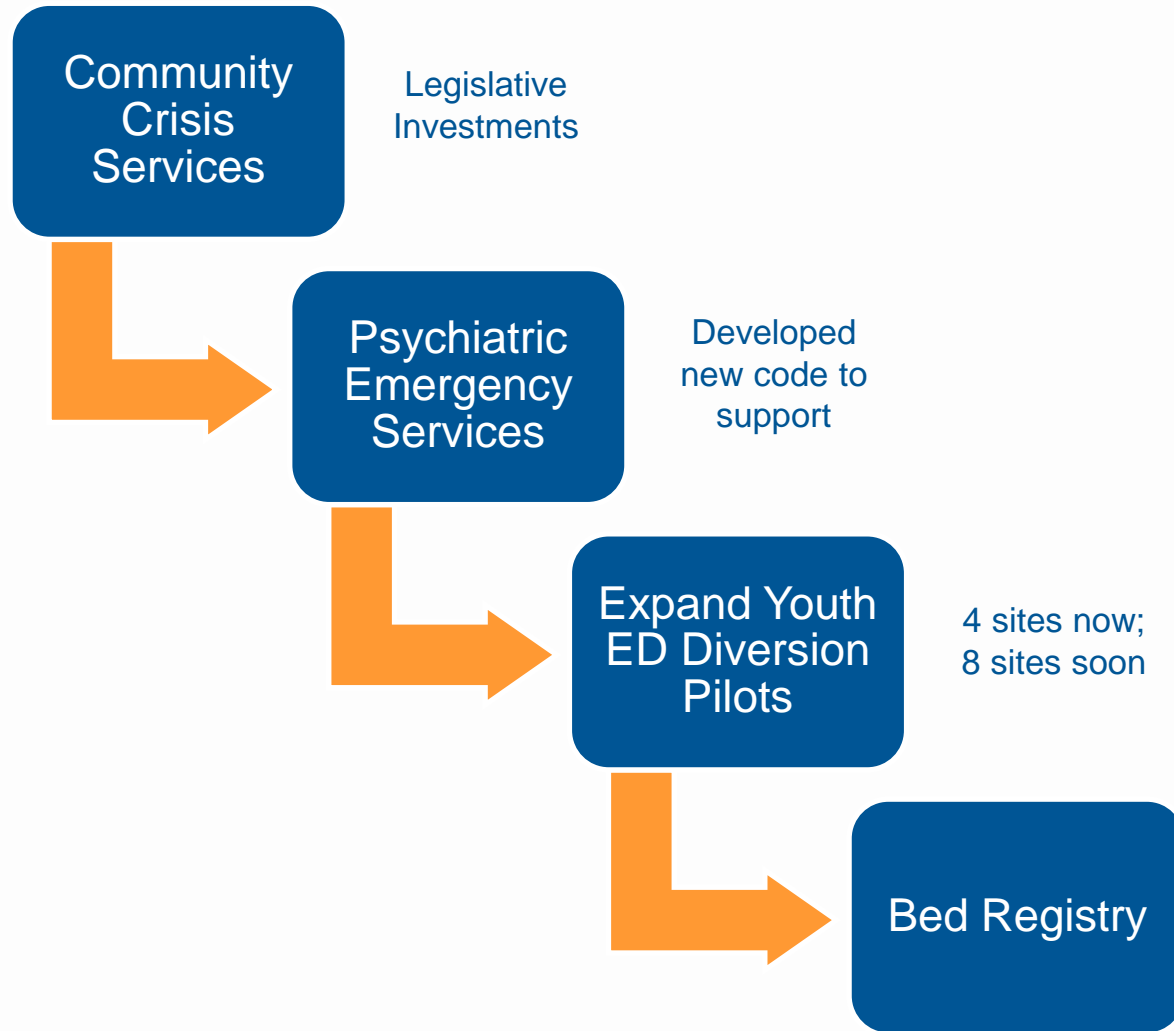 Community
Crisis
Services
Legislative
Investments
Psychiatric
Emergency
Services
Developed
new code to
support
Expand Youth
ED Diversion
Pilots
4 sites now;
8 sites soon
Bed Registry